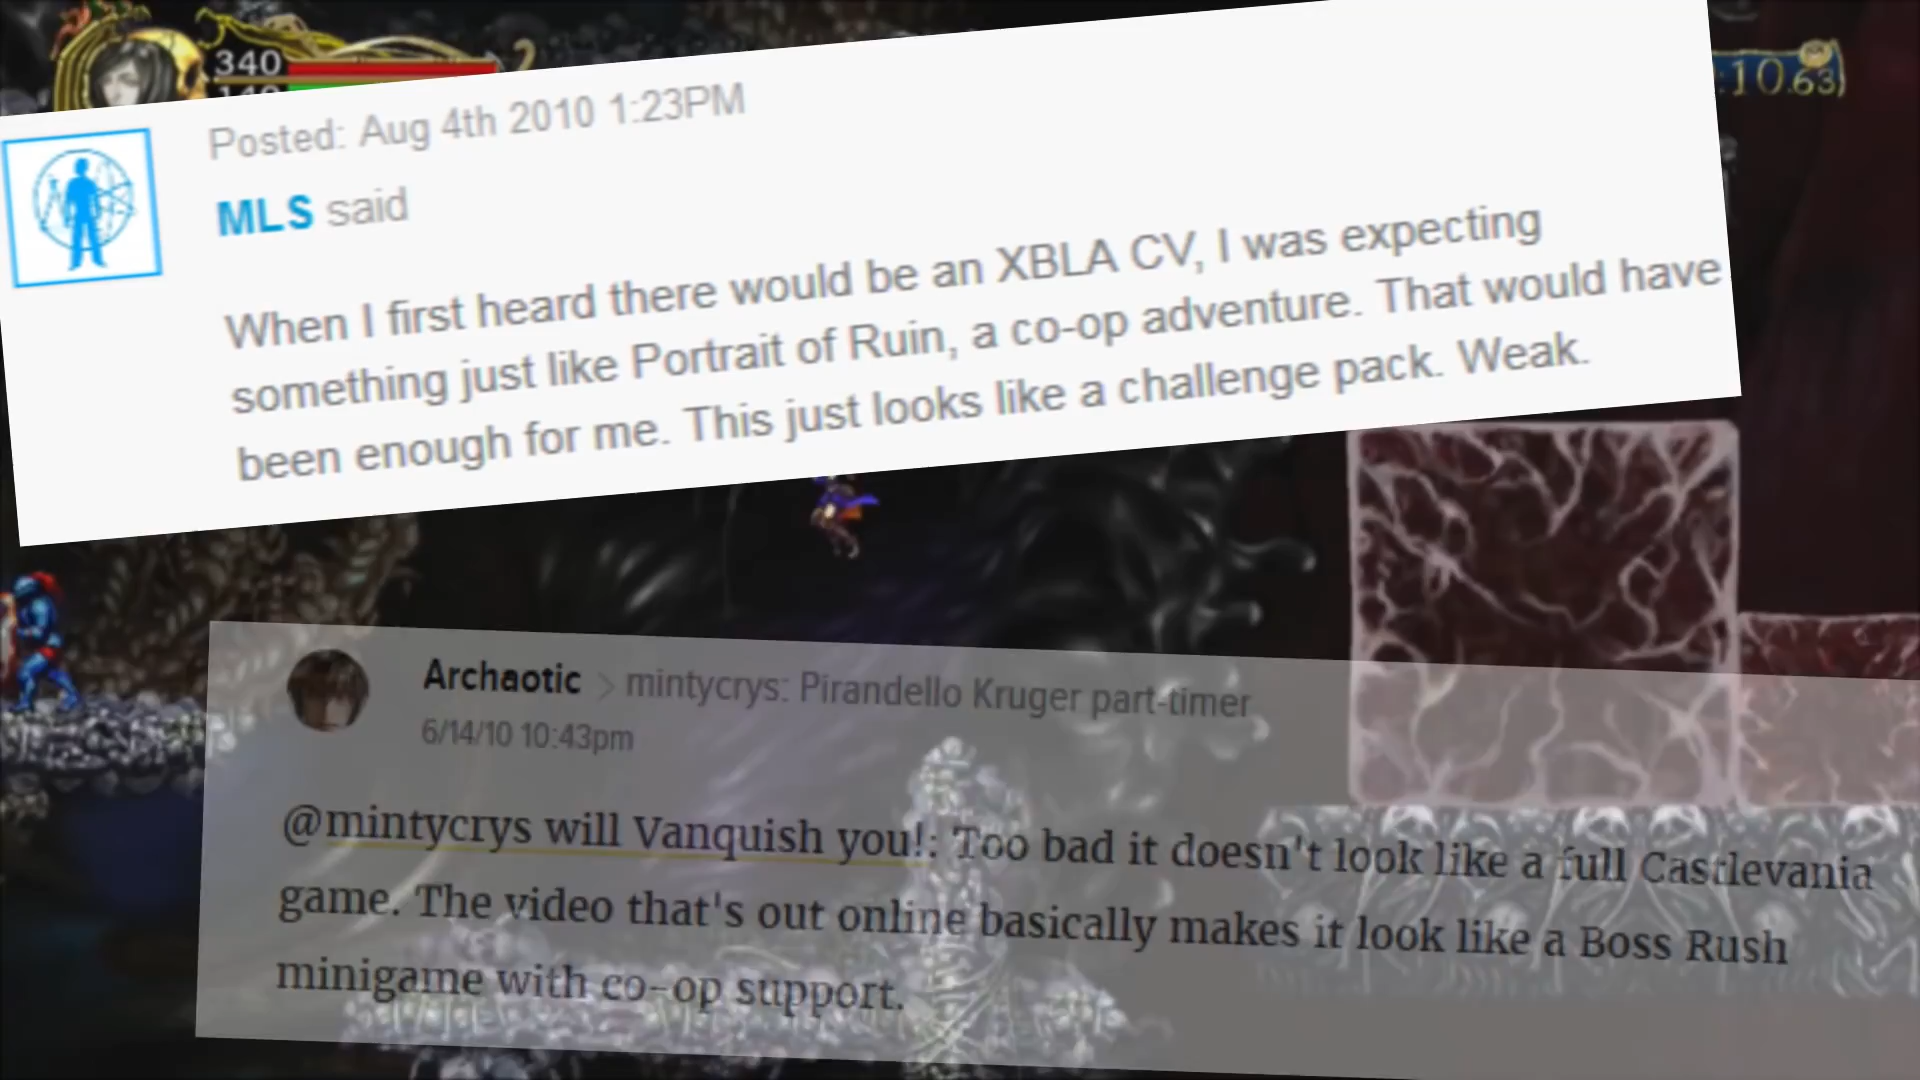 340
:10.63
Posted: Aug 4th 2010 1:23PM
MLS said
When I first heard there would be an XBLA CV, I was expecting
something just like Portrait of Ruin, a co-op adventure. That would have
been enough for me. This just looks like a challenge pack. Weak.
Archaotic > mintycrys: Pirandello Kruger part-timer
6/14/10 10:43pm
@mintycrys will Vanquish you!: Too bad it doesn't look like a full Castlevania
game. The video that's out online basically makes it look like a Boss Rush
minigame with co-op support.